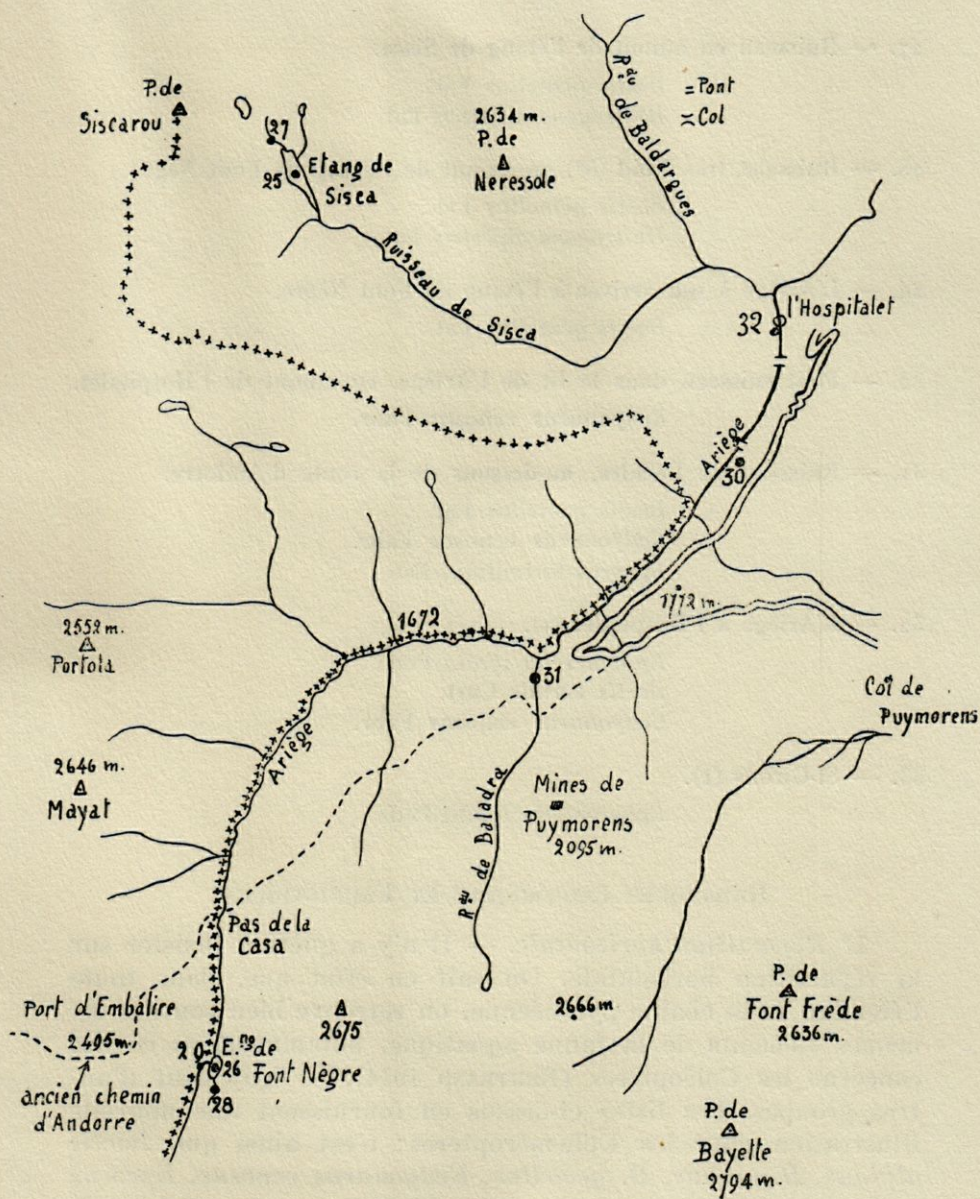 P. de
Siscarou
27
25
Etang de
Sisca
2634 m.
P. de
Neressole
R.au de Baldargues
=Pont
≍Col
Ruisseau de Sisca
32
l'Hospitalet
Ariège
30
1772 m.
1672
2552 m.
Portola
31
Col de
Puymorens
Ariège
2646 m.
Mayat
Mines de
Puymorens
2095 m.
R.au de Baladra
Pas de la
Casa
Port d'Embalire
2495 m.
ancien chemin
d'Andorre
29
E.ng de
26
Font Nègre
28
2675
2666 m
P. de
Font Frède
2636 m.
P. de
Bayette
2794 m.